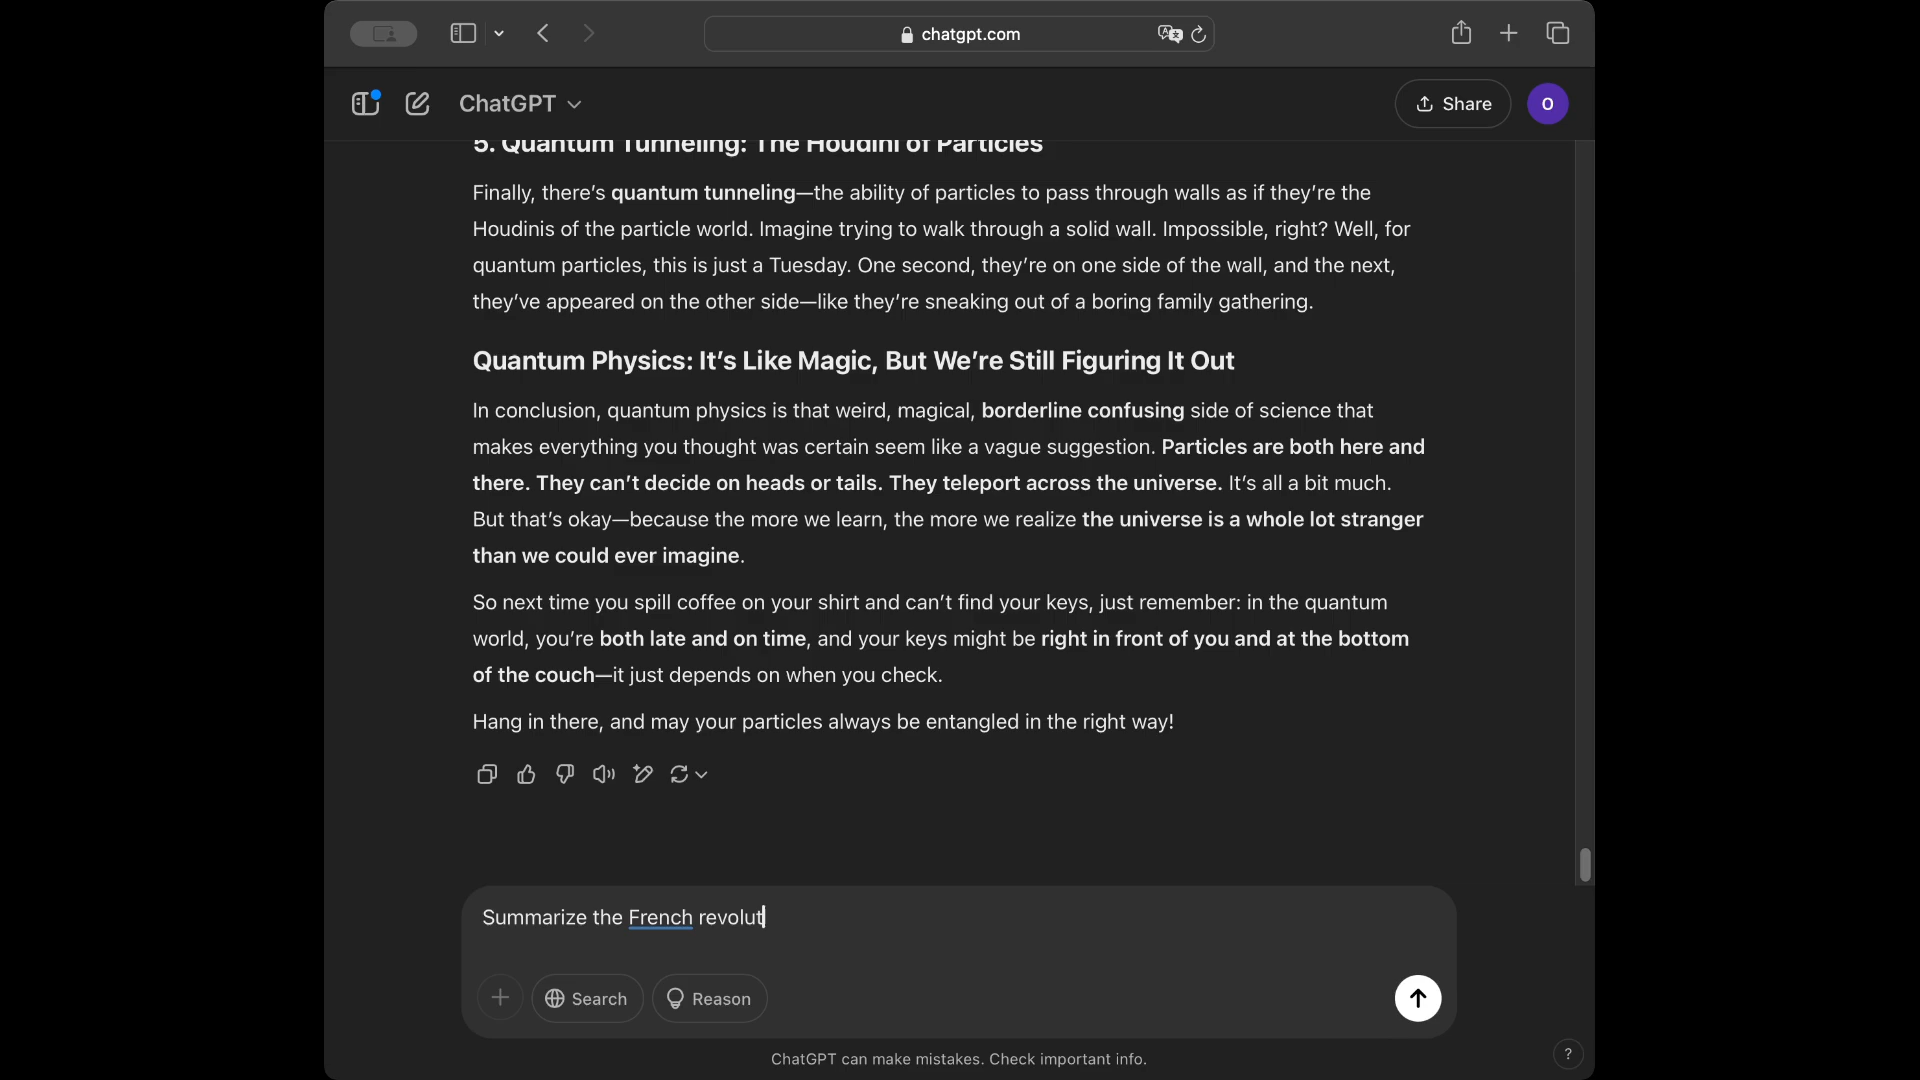 chatgpt.com
ChatGPT
Share
O
5. Quantum Tunneling: The Houdini of Particles
Finally, there’s quantum tunneling—the ability of particles to pass through walls as if they’re the
Houdinis of the particle world. Imagine trying to walk through a solid wall. Impossible, right? Well, for
quantum particles, this is just a Tuesday. One second, they’re on one side of the wall, and the next,
they’ve appeared on the other side—like they’re sneaking out of a boring family gathering.
Quantum Physics: It’s Like Magic, But We’re Still Figuring It Out
In conclusion, quantum physics is that weird, magical, borderline confusing side of science that
makes everything you thought was certain seem like a vague suggestion. Particles are both here and
there. They can’t decide on heads or tails. They teleport across the universe. It’s all a bit much.
But that’s okay—because the more we learn, the more we realize the universe is a whole lot stranger
than we could ever imagine.
So next time you spill coffee on your shirt and can’t find your keys, just remember: in the quantum
world, you’re both late and on time, and your keys might be right in front of you and at the bottom
of the couch—it just depends on when you check.
Hang in there, and may your particles always be entangled in the right way!
Summarize the French revolut
Search
Reason
ChatGPT can make mistakes. Check important info.
?